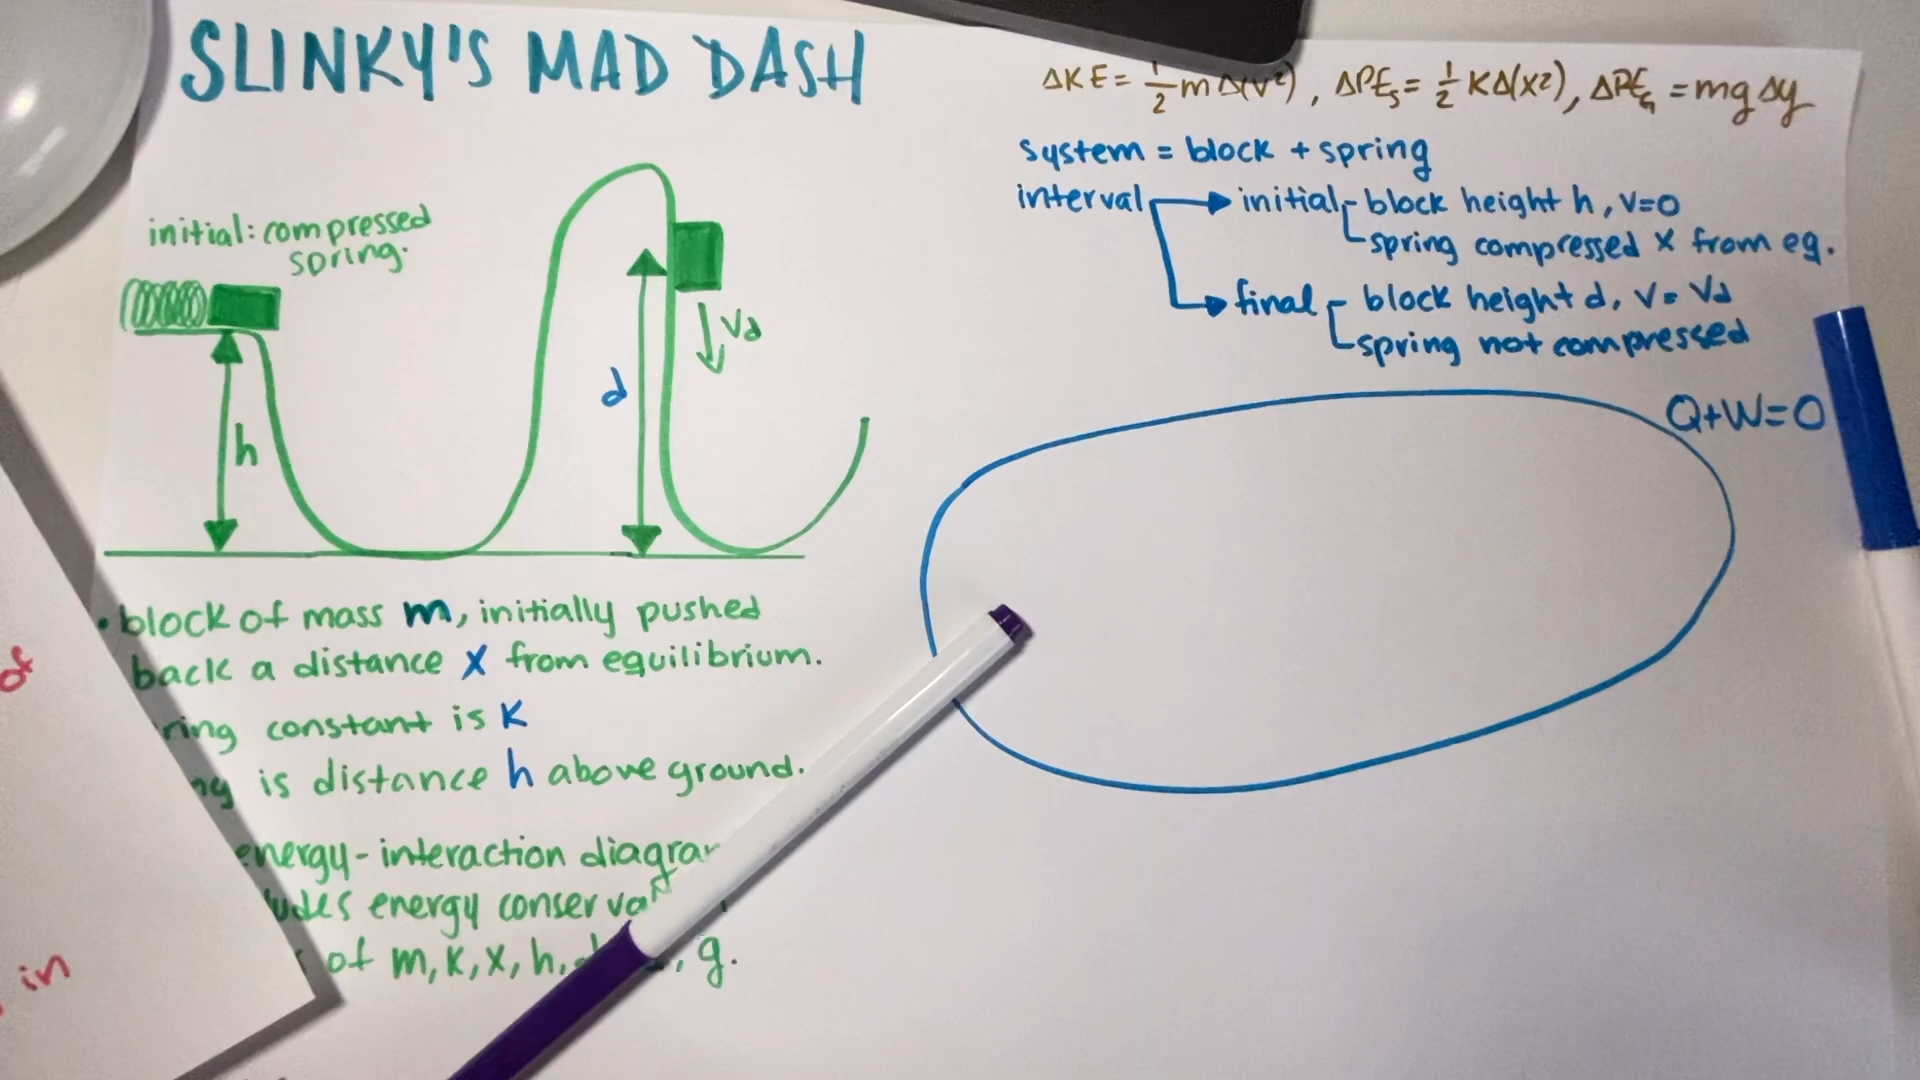 SLINKY'S MAD DASH
initial: compressed
spring.
h
d
Vd
• block of mass m, initially pushed
back a distance x from equilibrium.
constant is K
is distance h above ground.
energy-interaction
energy
of m, K, x, h, g.
ΔKE = 1/2 m Δ(v²), ΔPEs = 1/2 KΔ(x²), ΔPEG = mg Δy
system = block + spring
interval → initial - block height h, v=0
spring compressed x from eq.
final - block height d, v = Vd
spring not compressed
Q+W=0
of
in